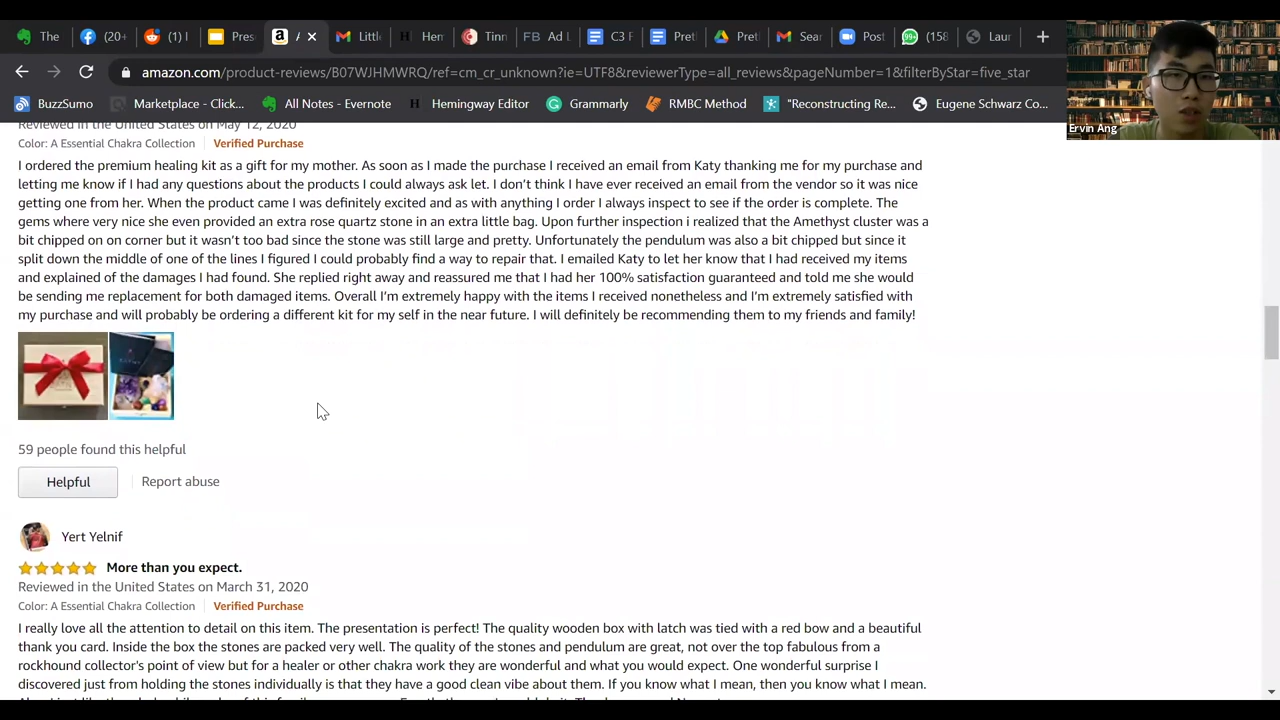 The
(20+
(1) I
Pres
A
Littl
Herr
Tinn
Ad L
C3 F
Pretl
Pretl
Sear
Post
(158
Laur
amazon.com/product-reviews/B07WJHMWRQ/ref=cm_cr_unknown?ie=UTF8&reviewerType=all_reviews&pageNumber=1&filterByStar=five_star
BuzzSumo
Marketplace - Click...
All Notes - Evernote
Hemingway Editor
Grammarly
RMBC Method
"Reconstructing Re...
Eugene Schwarz Co...
Ervin Ang
Reviewed in the United States on May 12, 2020
Color: A Essential Chakra Collection
Verified Purchase
I ordered the premium healing kit as a gift for my mother. As soon as I made the purchase I received an email from Katy thanking me for my purchase and
letting me know if I had any questions about the products I could always ask let. I don't think I have ever received an email from the vendor so it was nice
getting one from her. When the product came I was definitely excited and as with anything I order I always inspect to see if the order is complete. The
gems where very nice she even provided an extra rose quartz stone in an extra little bag. Upon further inspection i realized that the Amethyst cluster was a
bit chipped on on corner but it wasn't too bad since the stone was still large and pretty. Unfortunately the pendulum was also a bit chipped but since it
split down the middle of one of the lines I figured I could probably find a way to repair that. I emailed Katy to let her know that I had received my items
and explained of the damages I had found. She replied right away and reassured me that I had her 100% satisfaction guaranteed and told me she would
be sending me replacement for both damaged items. Overall I'm extremely happy with the items I received nonetheless and I'm extremely satisfied with
my purchase and will probably be ordering a different kit for my self in the near future. I will definitely be recommending them to my friends and family!
59 people found this helpful
Helpful
Report abuse
Yert Yelnif
More than you expect.
Reviewed in the United States on March 31, 2020
Color: A Essential Chakra Collection
Verified Purchase
I really love all the attention to detail on this item. The presentation is perfect! The quality wooden box with latch was tied with a red bow and a beautiful
thank you card. Inside the box the stones are packed very well. The quality of the stones and pendulum are great, not over the top fabulous from a
rockhound collector's point of view but for a healer or other chakra work they are wonderful and what you would expect. One wonderful surprise I
discovered just from holding the stones individually is that they have a good clean vibe about them. If you know what I mean, then you know what I mean.